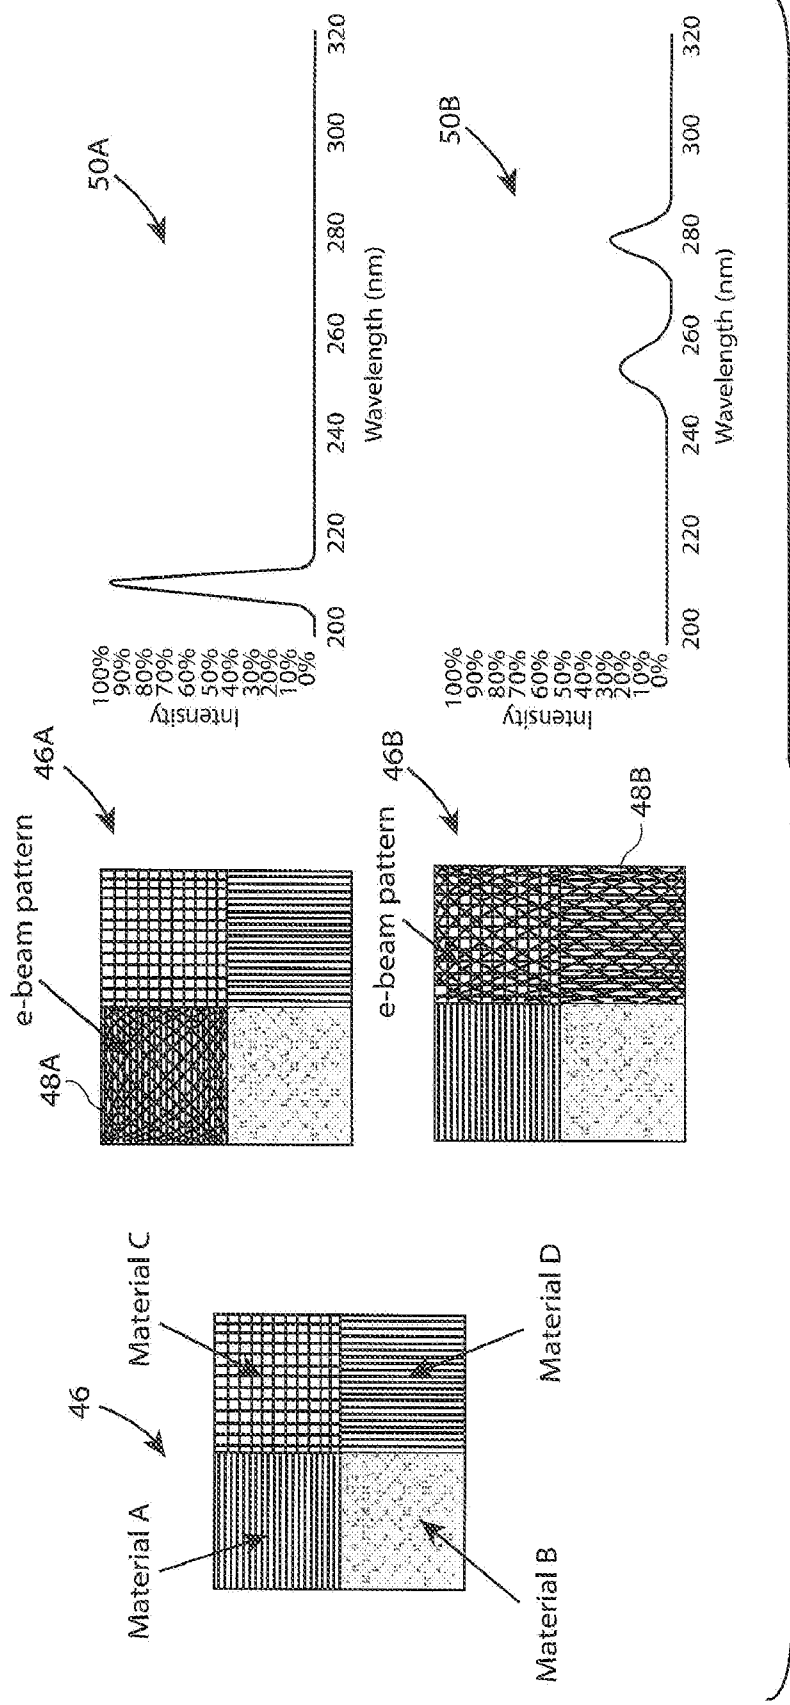 46
Material A
Material C
Material B
Material D
48A
e-beam pattern
46A
Intensity
100%
90%
80%
70%
60%
50%
40%
30%
20%
10%
0%
200
220
240
260
280
300
320
Wavelength (nm)
50A
e-beam pattern
46B
48B
Intensity
100%
90%
80%
70%
60%
50%
40%
30%
20%
10%
0%
200
220
240
260
280
300
320
Wavelength (nm)
50B